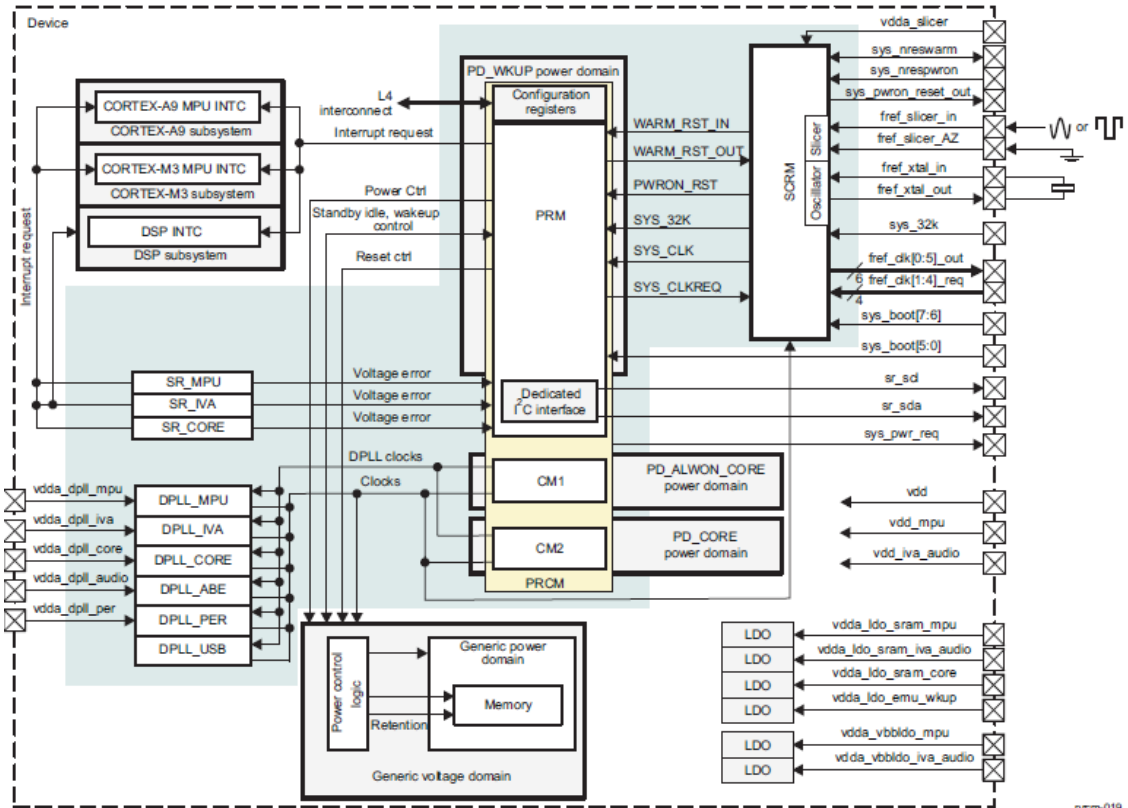 Device
vdda_slicer
sys_nreswarm
sys_nrespwron
sys_pwron_reset_out
fref_slicer_in
or
fref_slicer_AZ
fref_xtal_in
fref_xtal_out
sys_32k
fref_clk[0:5]_out
6
fref_clk[1:4]_req
4
sys_boot[7:6]
sys_boot[5:0]
sr_scl
sr_sda
sys_pwr_req
vdd
vdd_mpu
vdd_iva_audio
PD_WKUP power domain
Configuration
registers
L4
interconnect
Interrupt request
CORTEX-A9 MPU INTC
CORTEX-A9 subsystem
CORTEX-M3 MPU INTC
CORTEX-M3 subsystem
DSP INTC
DSP subsystem
Interrupt request
Power Ctrl
Standby idle, wakeup
control
Reset ctrl
PRM
WARM_RST_IN
WARM_RST_OUT
PWRON_RST
SYS_32K
SYS_CLK
SYS_CLKREQ
SCRM
Slicer
Oscillator
SR_MPU
SR_IVA
SR_CORE
Voltage error
Voltage error
Voltage error
Dedicated
I2C interface
DPLL clocks
Clocks
CM1
PD_ALWON_CORE
power domain
CM2
PD_CORE
power domain
PRCM
vdda_dpll_mpu
vdda_dpll_iva
vdda_dpll_core
vdda_dpll_audio
vdda_dpll_per
DPLL_MPU
DPLL_IVA
DPLL_CORE
DPLL_ABE
DPLL_PER
DPLL_USB
Power control
logic
Generic power
domain
Memory
Retention
Generic voltage domain
LDO
vdda_ldo_sram_mpu
LDO
vdda_ldo_sram_iva_audio
LDO
vdda_ldo_sram_core
LDO
vdda_ldo_emu_wkup
LDO
vdda_vbbldo_mpu
LDO
vdda_vbbldo_iva_audio